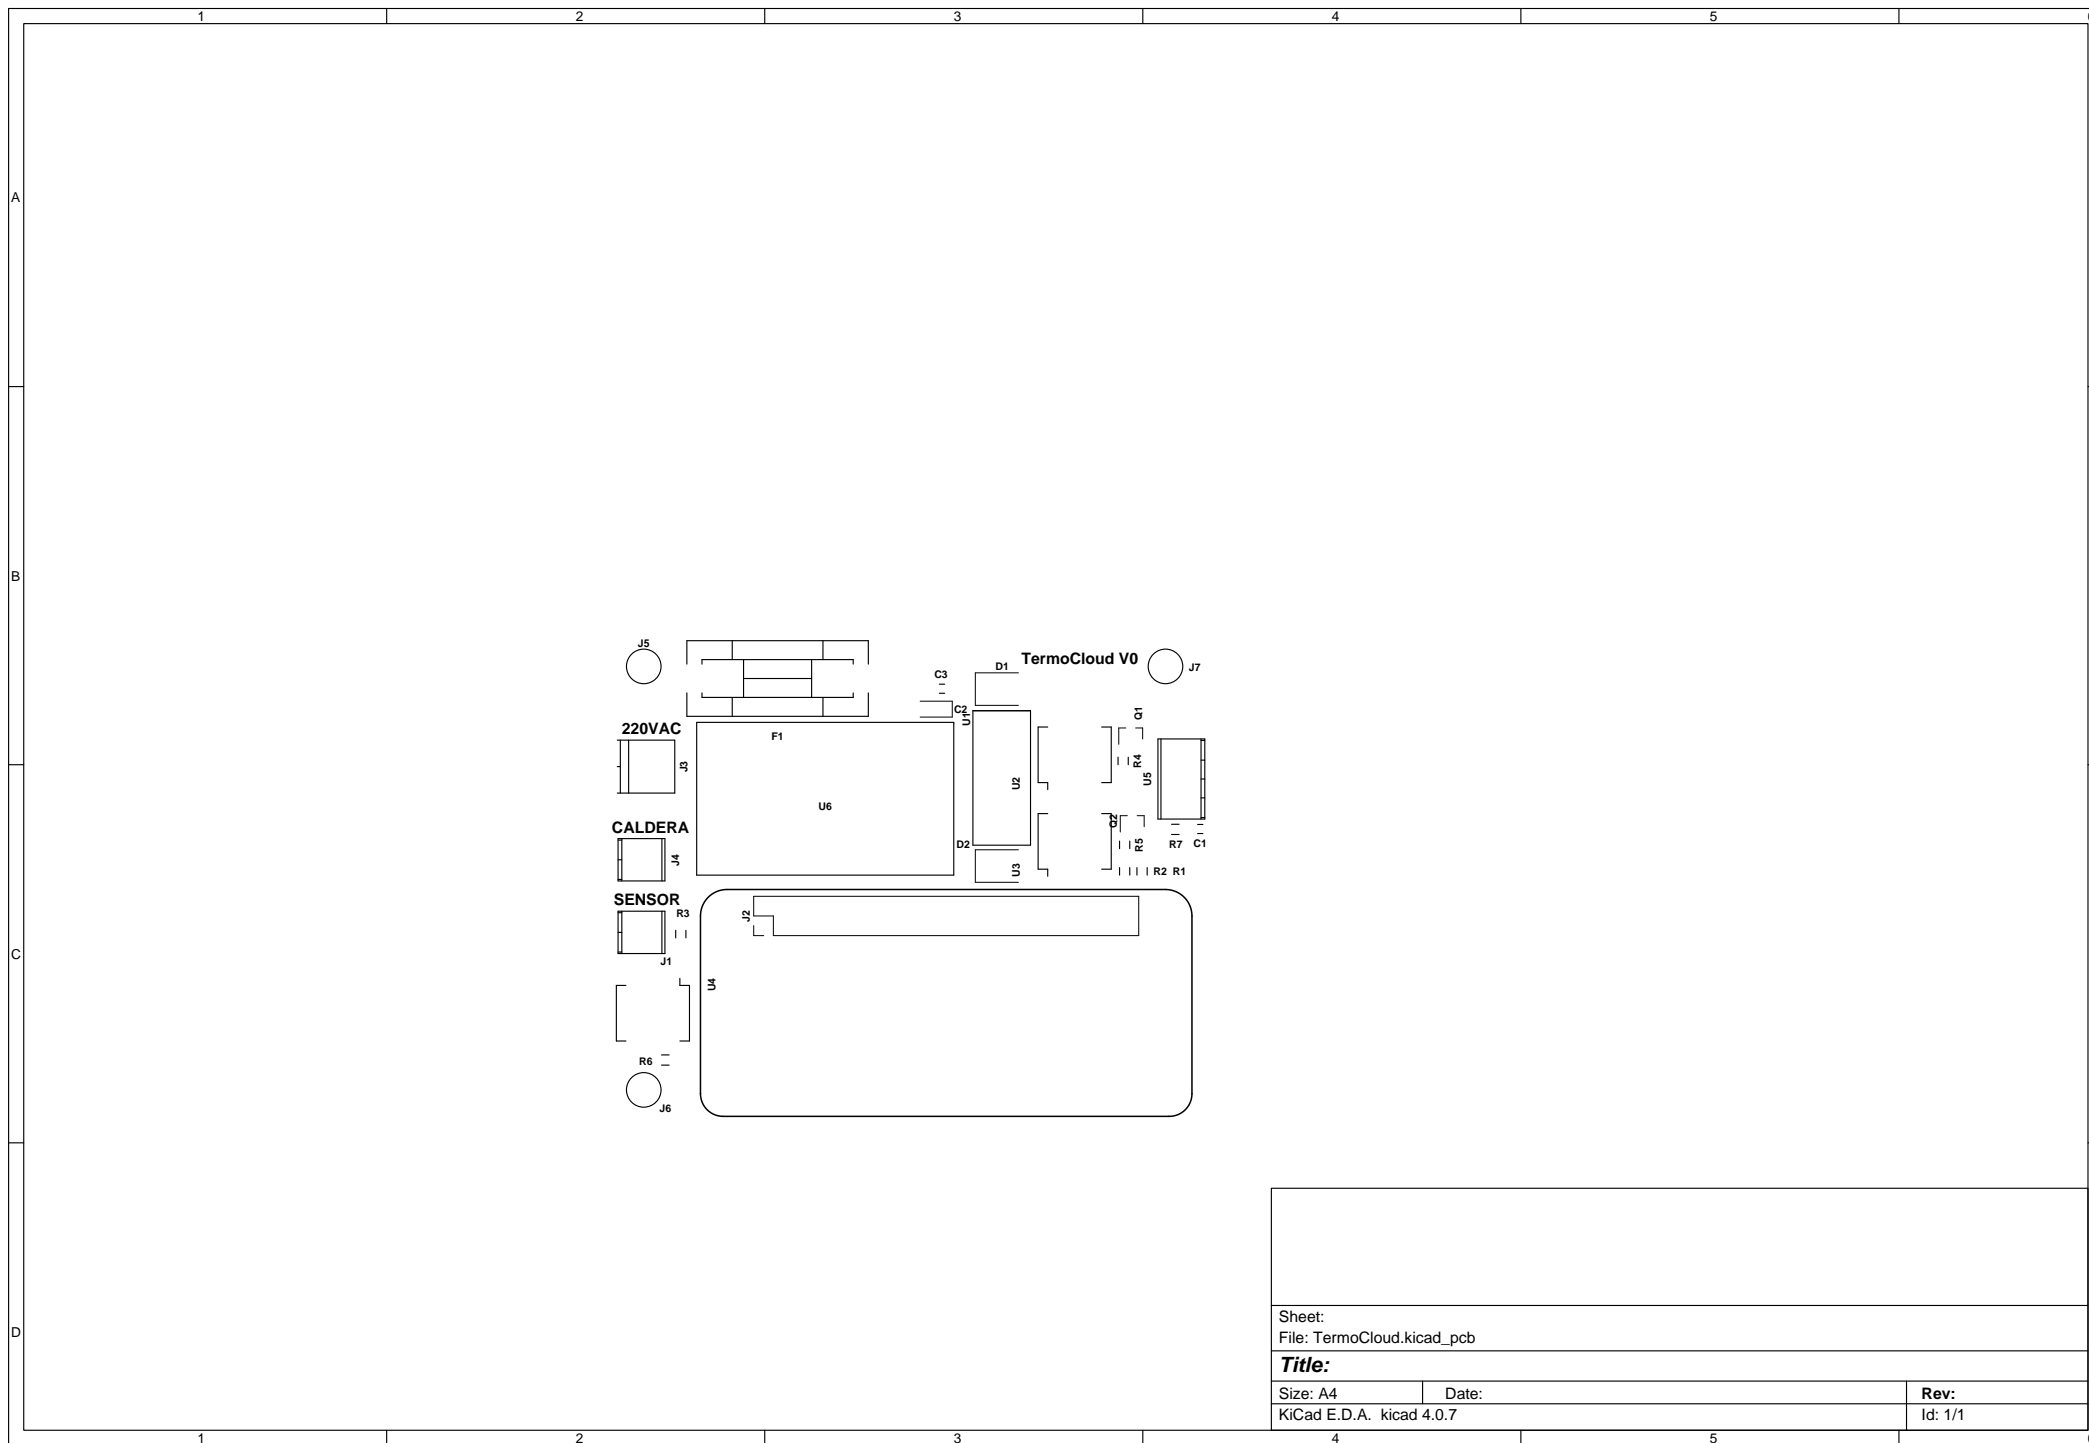 1 2 3 4 5
A
B
J5
TermoCloud V0
D1
J7
C3
C2
U1
Q1
220VAC
F1
J3
R4
U2
U5
U6
CALDERA
Q2
J4
D2
R5
R7
C1
U3
R2
R1
SENSOR
R3
J2
C
J1
U4
R6
J6
D
Sheet:
File: TermoCloud.kicad_pcb
Title:
Size: A4 Date: Rev:
KiCad E.D.A. kicad 4.0.7 Id: 1/1
1 2 3 4 5